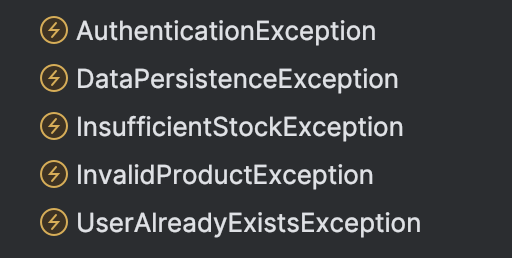 AuthenticationException
DataPersistenceException
InsufficientStockException
InvalidProductException
UserAlreadyExistsException